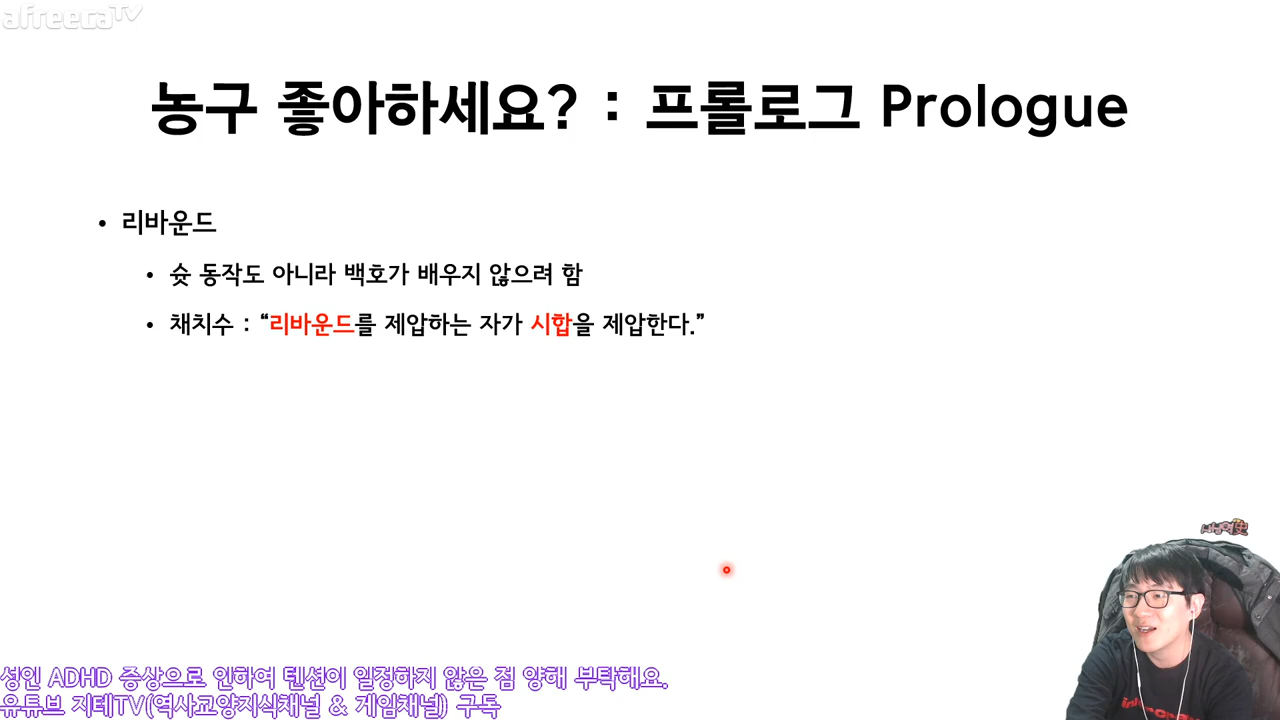 afreecaTV
농구 좋아하세요? : 프롤로그 Prologue
• 리바운드
• 슛 동작도 아니라 백호가 배우지 않으려 함
• 채치수 : “리바운드를 제압하는 자가 시합을 제압한다.”
성인 ADHD 증상으로 인하여 텐션이 일정하지 않은 점 양해 부탁해요.
유튜브 지테TV(역사교양지식채널 & 게임채널) 구독